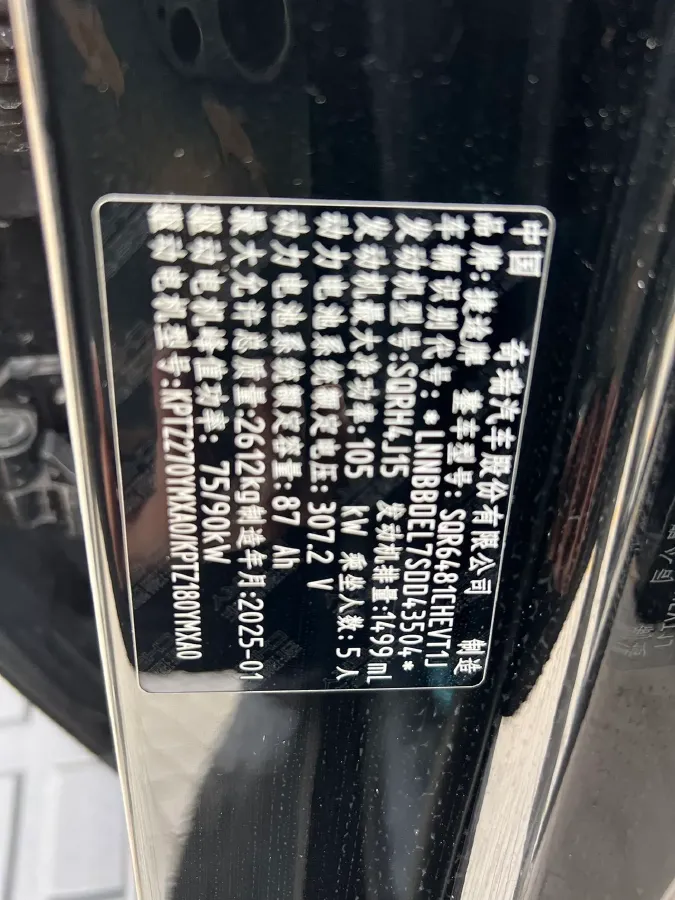 中国 奇瑞汽车股份有限公司 制造
品牌:捷途牌 整车型号: SQR6481CHEVT1J
车辆识别代号: *LNNBBDEL7SDD43504*
发动机型号:SQRH4J15 发动机排量:1499mL
发动机最大净功率: 105 kW 乘坐人数: 5人
动力电池系统额定电压: 307.2 V
动力电池系统额定容量: 87 Ah
最大允许总质量:2612kg 制造年月:2025-01
驱动电机峰值功率: 75/90kW
驱动电机型号:KPTZ270YMXA0/KPTZ180YMXA0